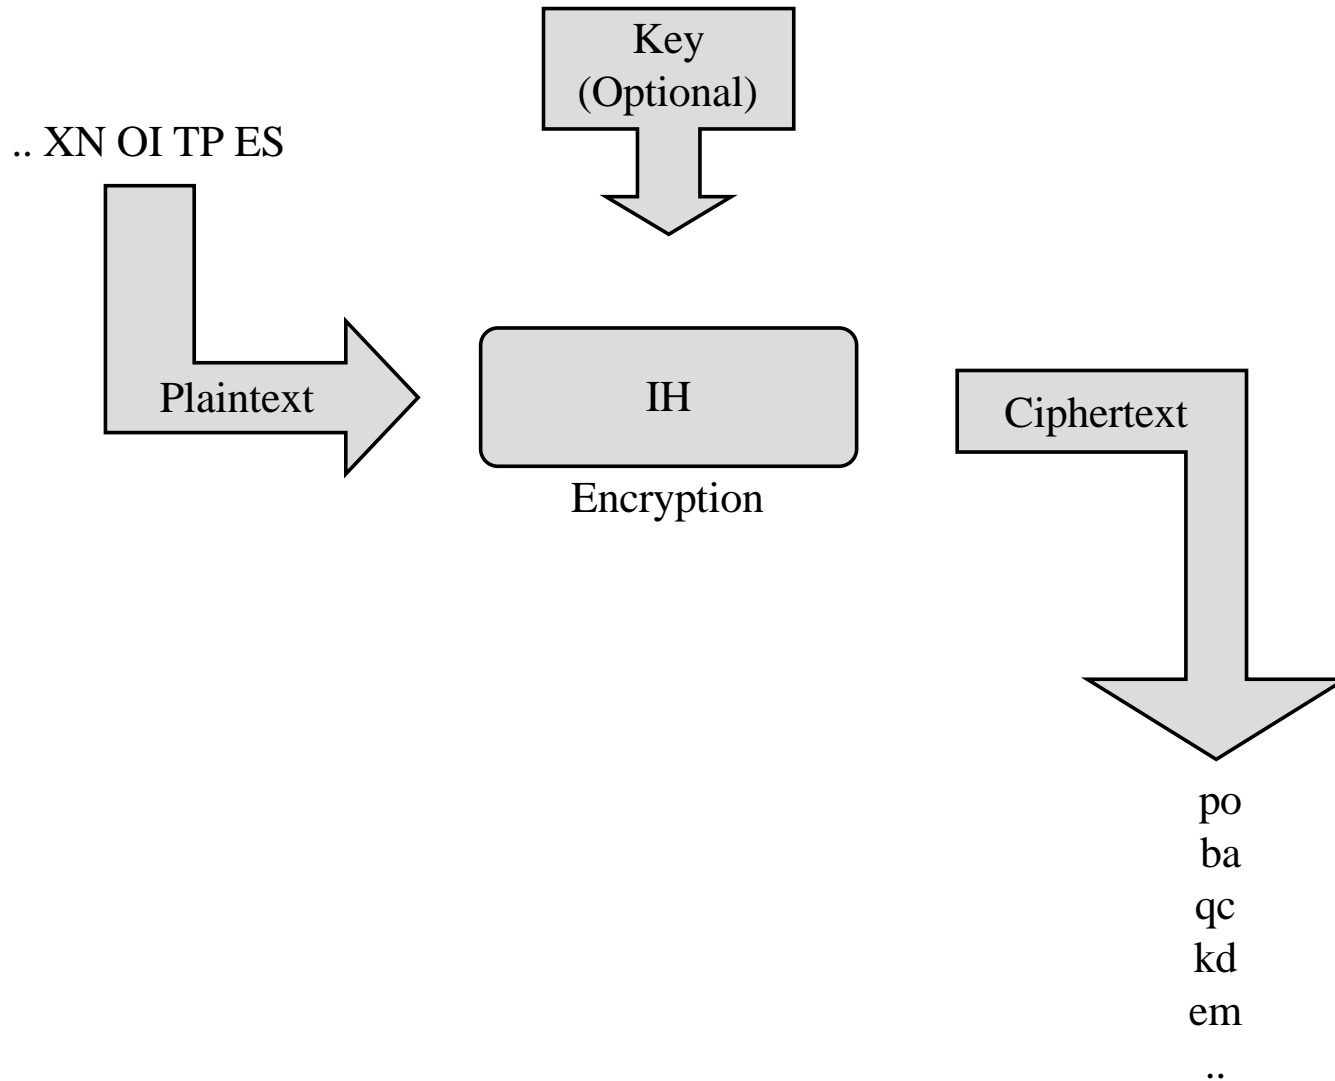 Key
(Optional)
.. XN OI TP ES
Plaintext
IH
Ciphertext
Encryption
po
ba
qc
kd
em
..